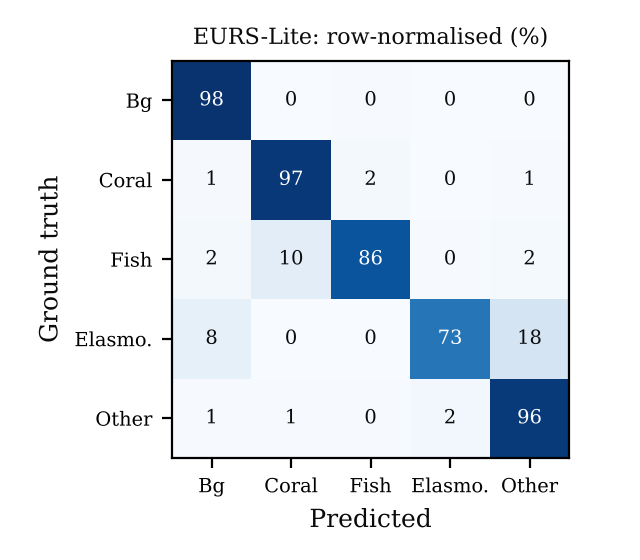 EURS-Lite: row-normalised (%)
Ground truth
Bg 98 0 0 0 0
Coral 1 97 2 0 1
Fish 2 10 86 0 2
Elasmo. 8 0 0 73 18
Other 1 1 0 2 96
Bg Coral Fish Elasmo. Other
Predicted